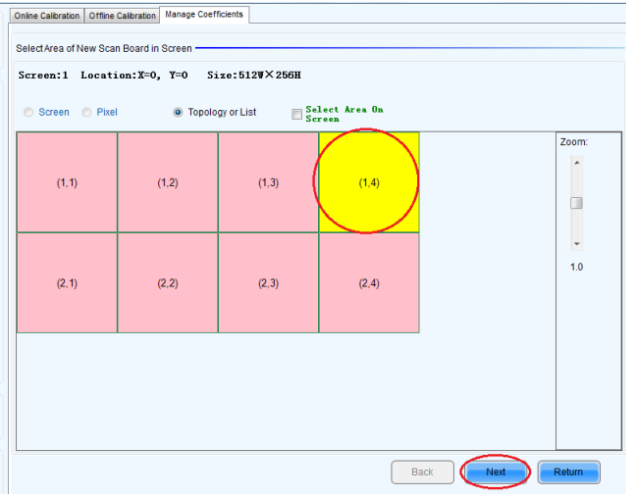 Online Calibration Offline Calibration Manage Coefficients
Select Area of New Scan Board in Screen
Screen:1 Location:X=0, Y=0 Size:512W×256H
Screen Pixel Topology or List Select Area On
Screen
Zoom:
(1,1) (1,2) (1,3) (1,4)
(2,1) (2,2) (2,3) (2,4)
1.0
Back Next Return